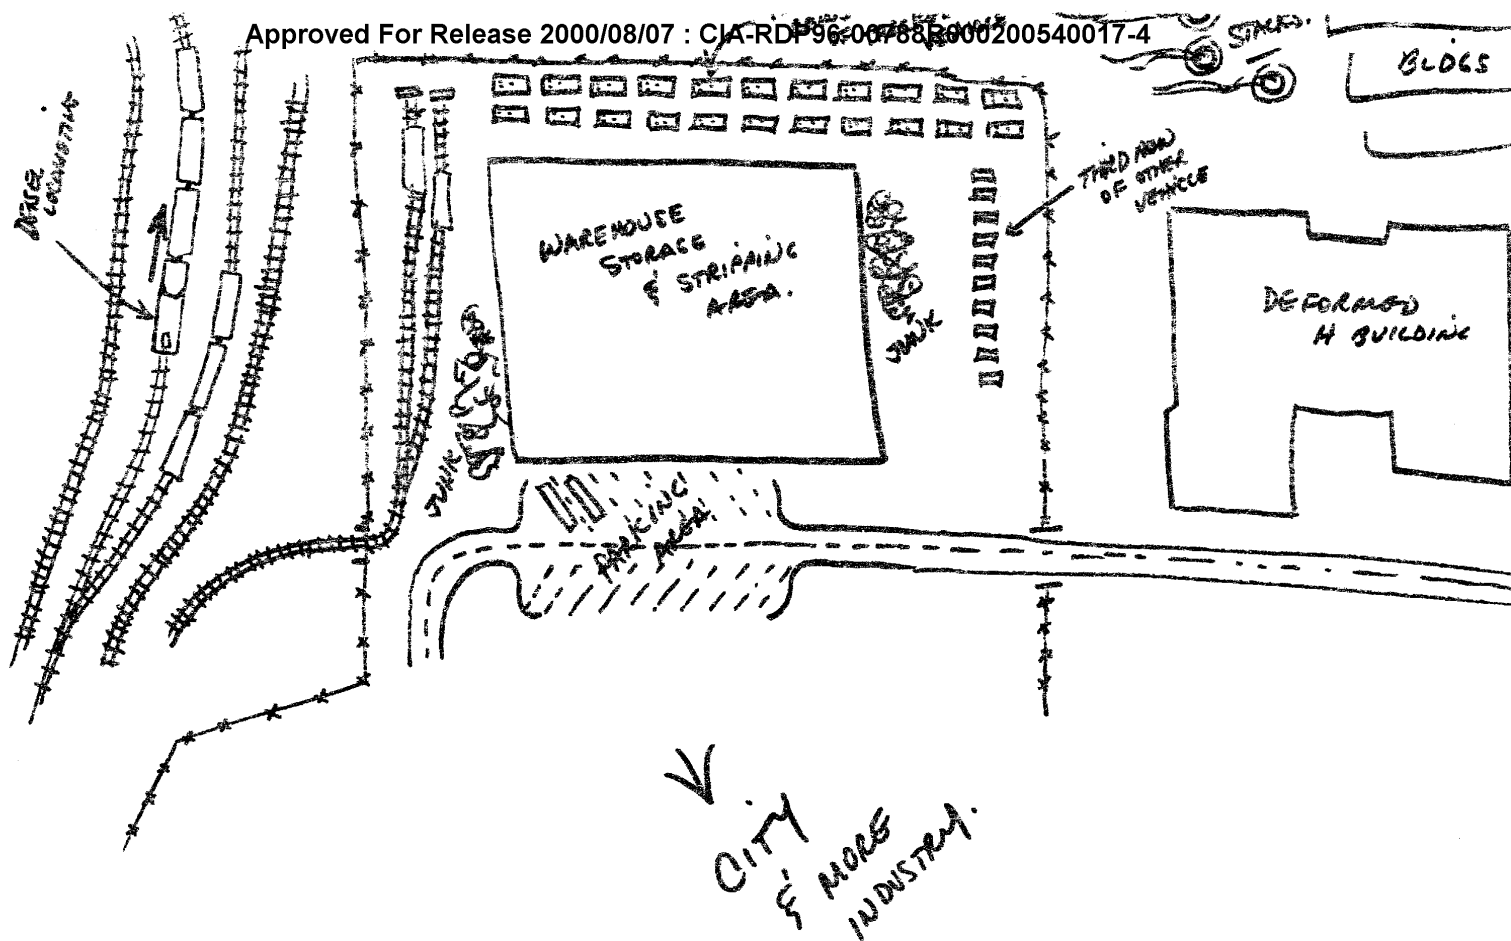 Approved For Release 2000/08/07 : CIA-RDP96-00788R000200540017-4
STACKS.
BLDGS
DIESEL
LOCOMOTIVE
THIRD ROW
OF OTHER
VEHICLE
WAREHOUSE
STORAGE
& STRIPPING
AREA.
JUNK
DEFORMED
H BUILDING
JUNK
PARKING
AREA.
CITY
& MORE
INDUSTRY.